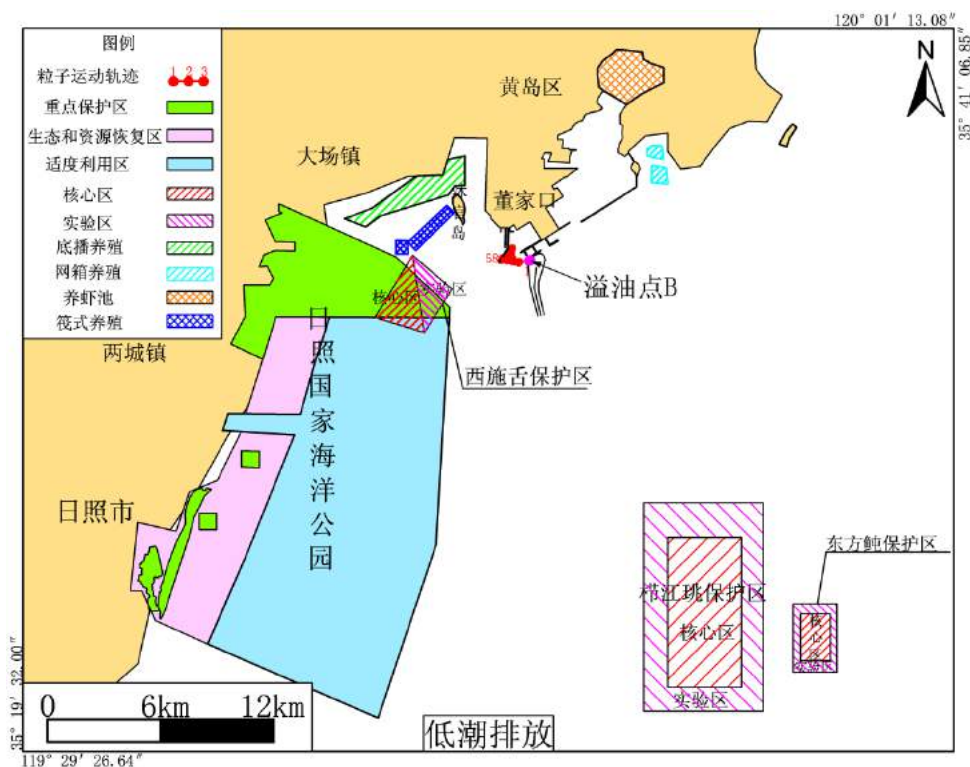 120° 01′ 13.08″
35° 41′ 06.85″
N
图例
粒子运动轨迹
1 2 3
重点保护区
生态和资源恢复区
适度利用区
核心区
实验区
底播养殖
网箱养殖
养虾池
筏式养殖
黄岛区
大场镇
董家口
岛
58
1
溢油点B
核心区
实验区
西施舌保护区
两城镇
日照国家海洋公园
日照市
东方鲀保护区
栉江珧保护区
核心区
实验区
核心区
实验区
0 6km 12km
低潮排放
35° 19′ 32.00″
119° 29′ 26.64″